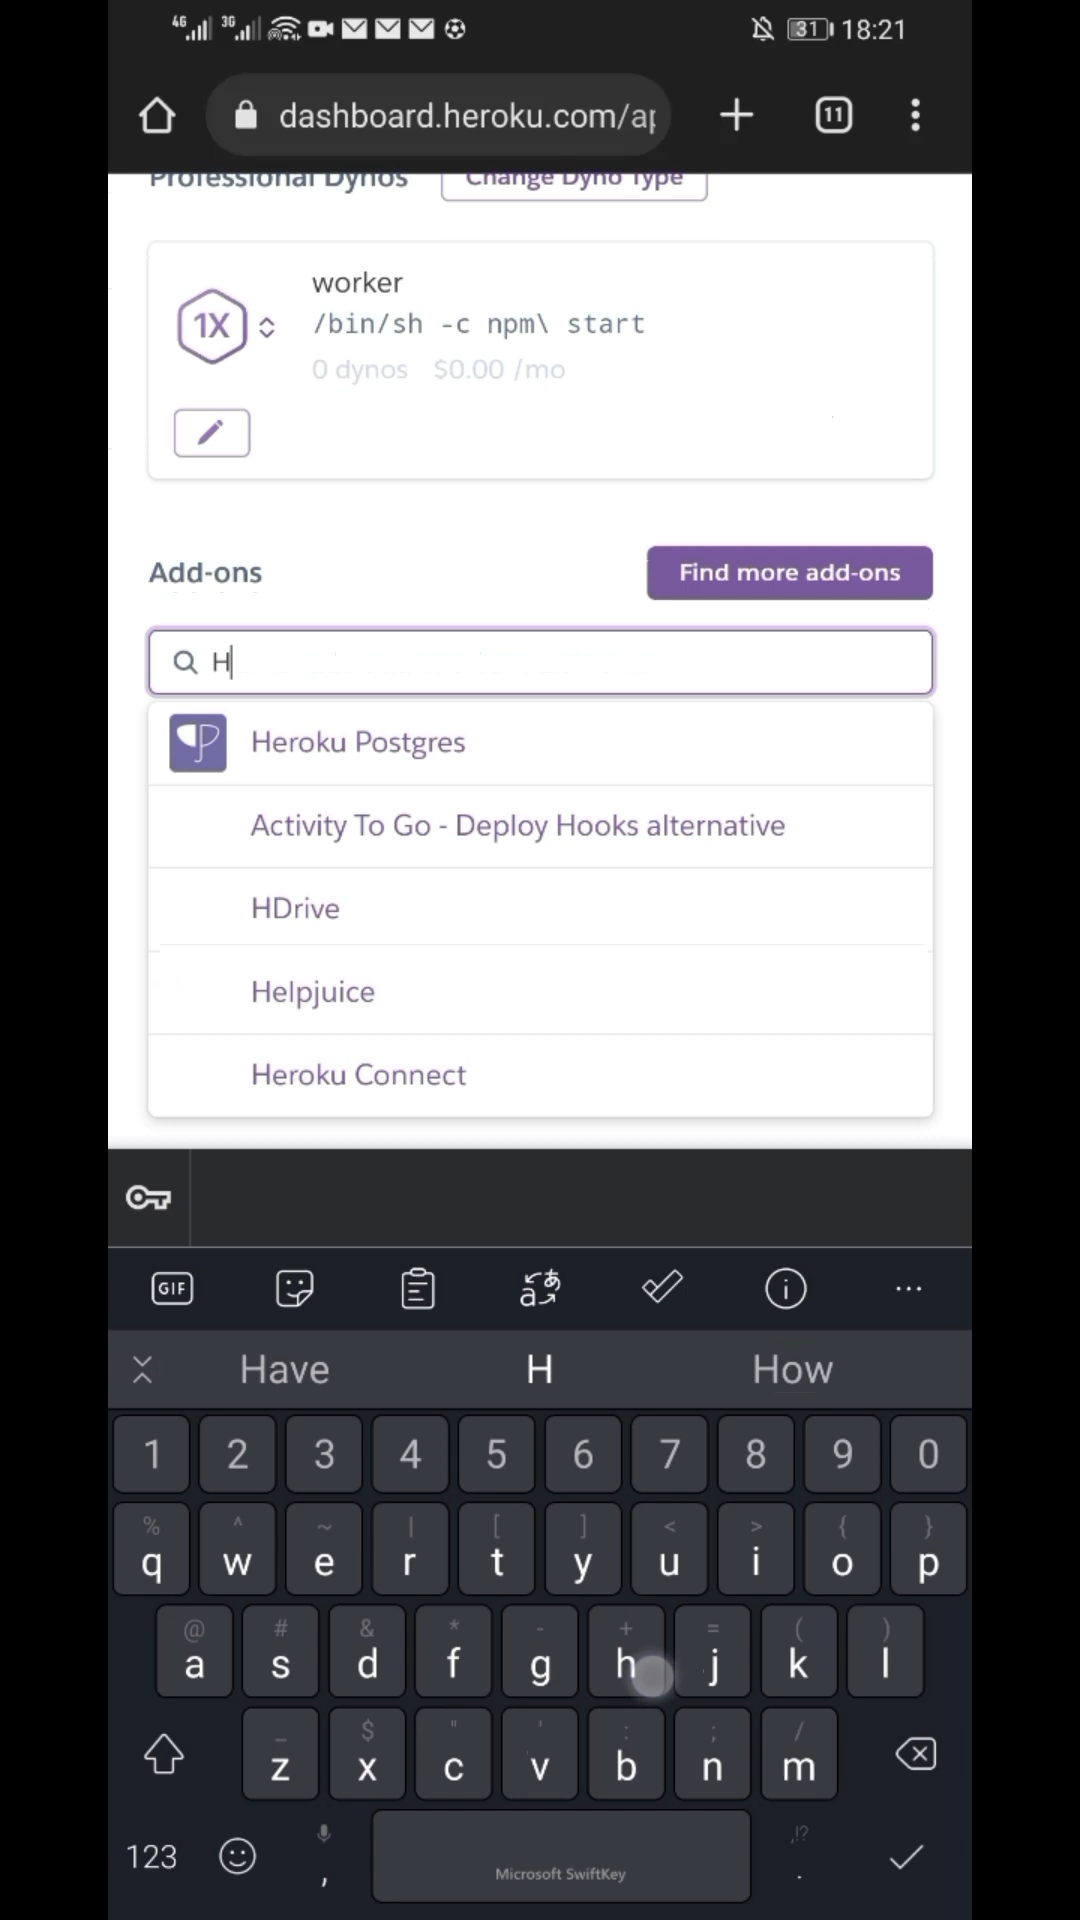 4G 3G 31 18:21
dashboard.heroku.com/ap 11
Professional Dynos Change Dyno Type
worker
1X
/bin/sh -c npm\ start
0 dynos $0.00 /mo
Add-ons Find more add-ons
H
Heroku Postgres
Activity To Go - Deploy Hooks alternative
HDrive
Helpjuice
Heroku Connect
GIF
Have H How
1 2 3 4 5 6 7 8 9 0
% ^ ~ | [ ] < > { }
q w e r t y u i o p
@ # & * - + = ( )
a s d f g h j k l
_ $ " ' : ; /
z x c v b n m
123 , Microsoft SwiftKey ,!? .